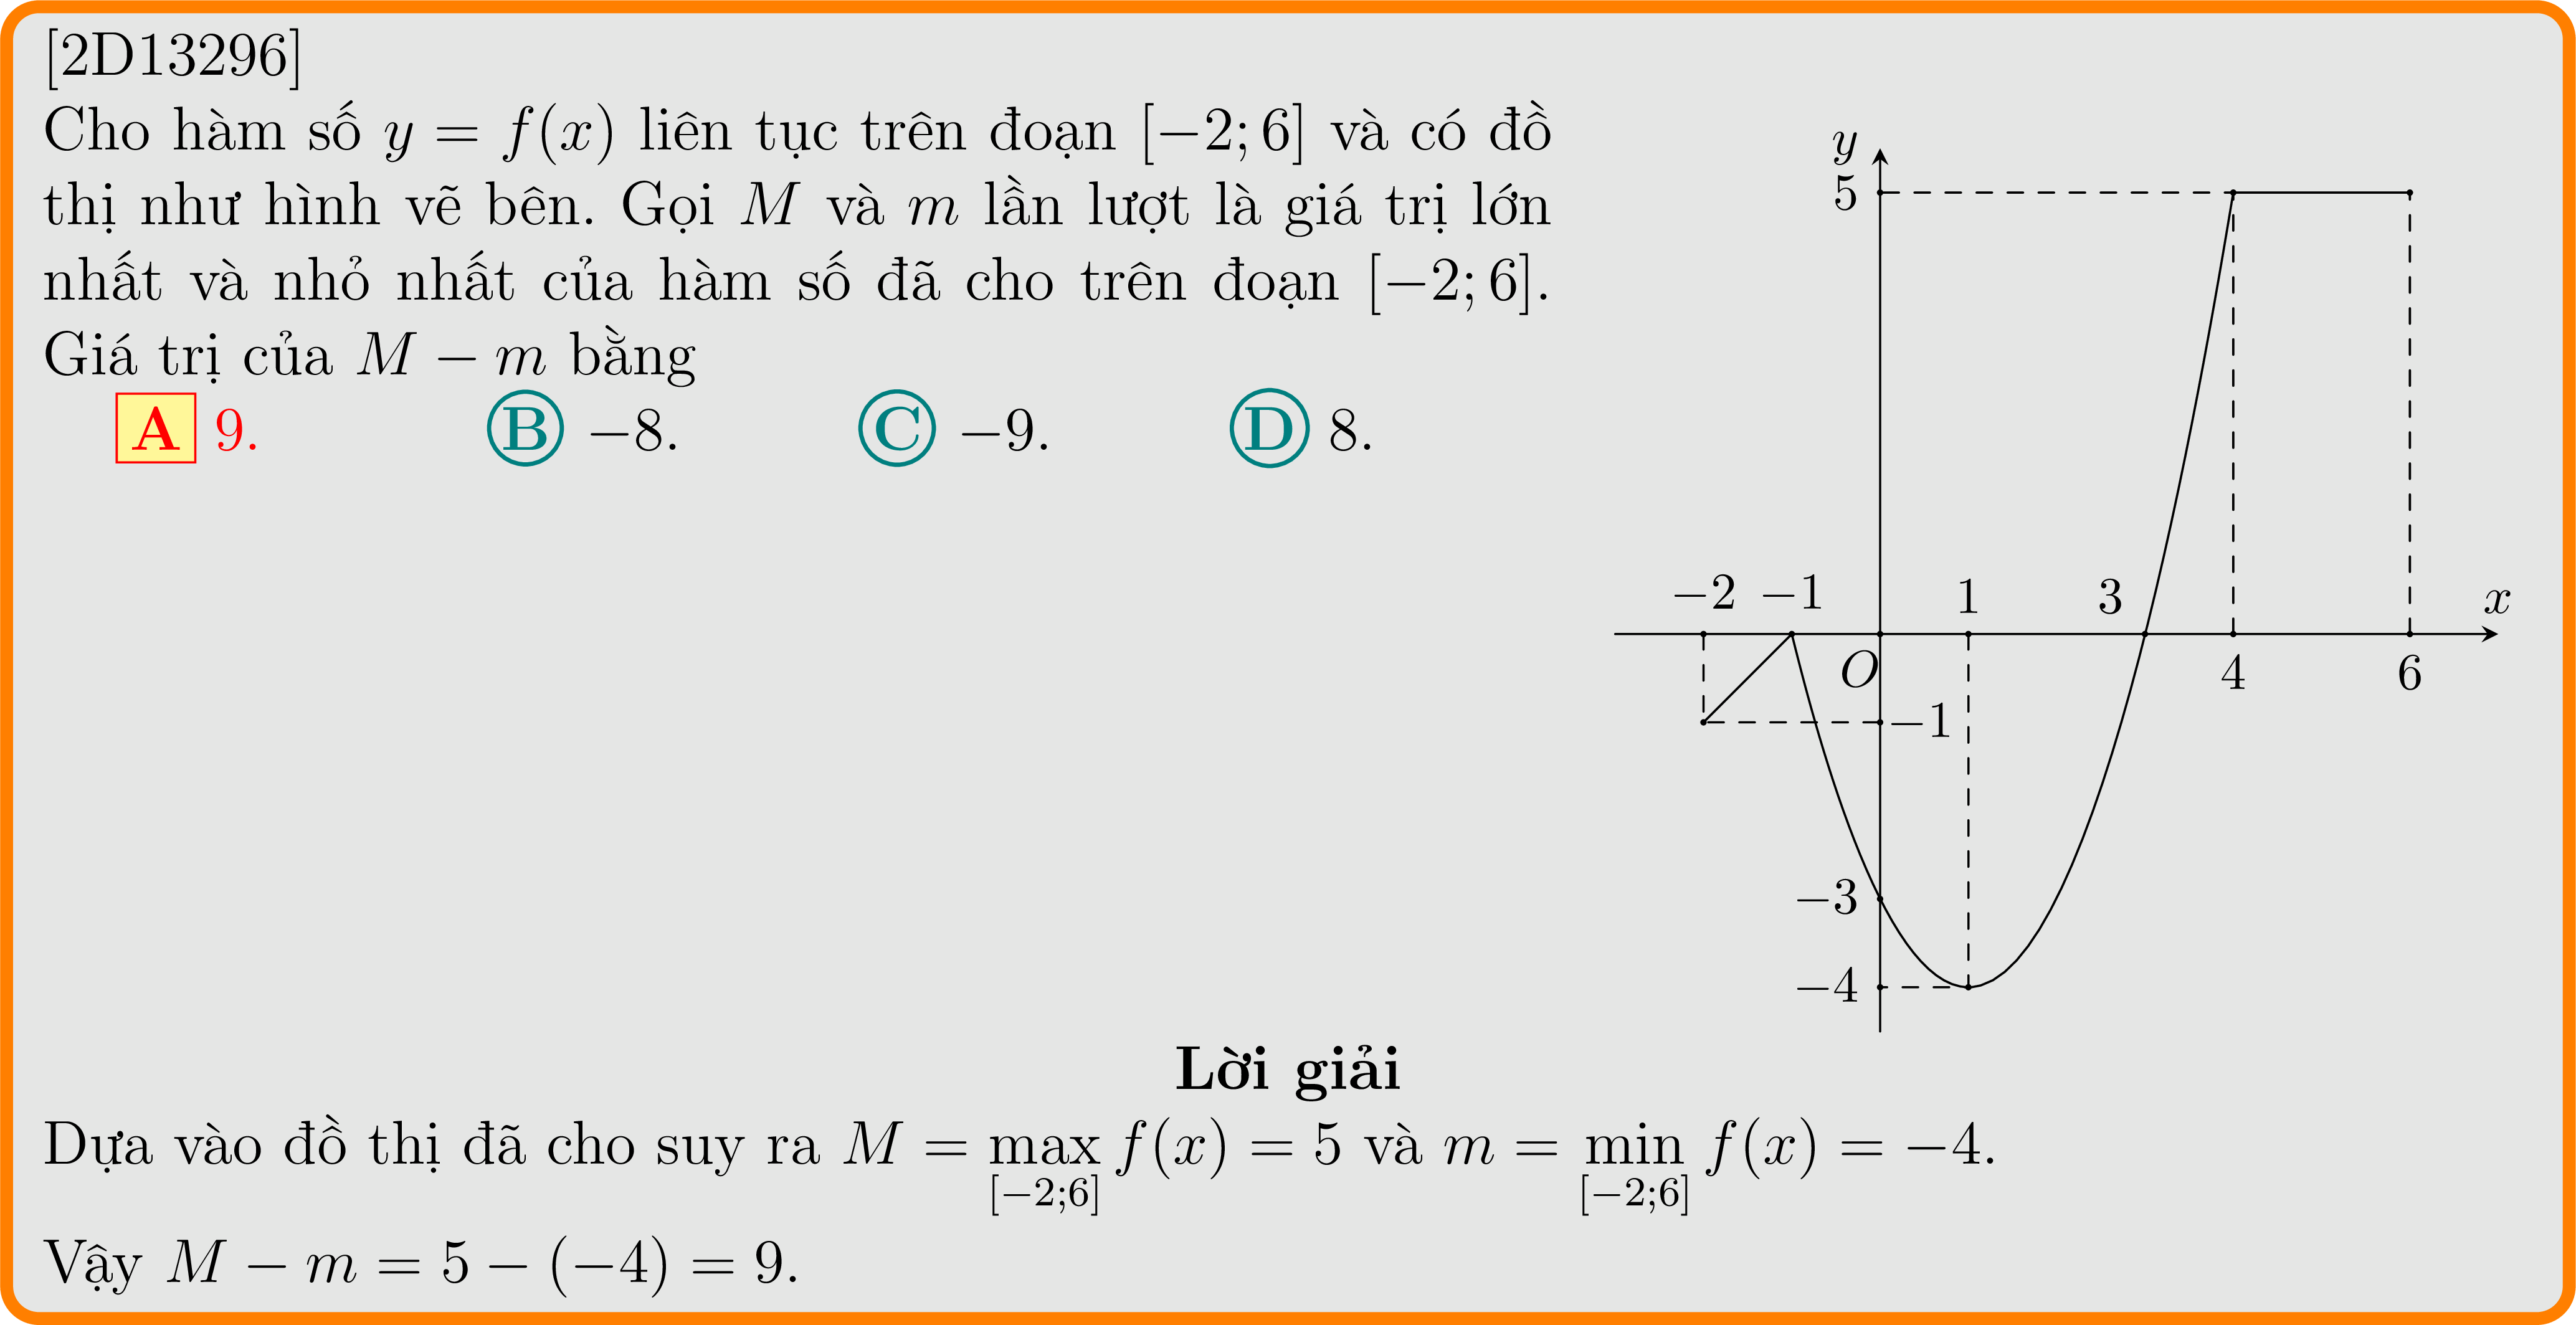 [2D13296]
Cho hàm số y = f(x) liên tục trên đoạn [−2; 6] và có đồ
thị như hình vẽ bên. Gọi M và m lần lượt là giá trị lớn
nhất và nhỏ nhất của hàm số đã cho trên đoạn [−2; 6].
Giá trị của M − m bằng
A 9. B −8. C −9. D 8.
y
5
−2 −1 1 3 x
O 4 6
−1
−3
−4
Lời giải
Dựa vào đồ thị đã cho suy ra M = max f(x) = 5 và m = min f(x) = −4.
[−2;6] [−2;6]
Vậy M − m = 5 − (−4) = 9.